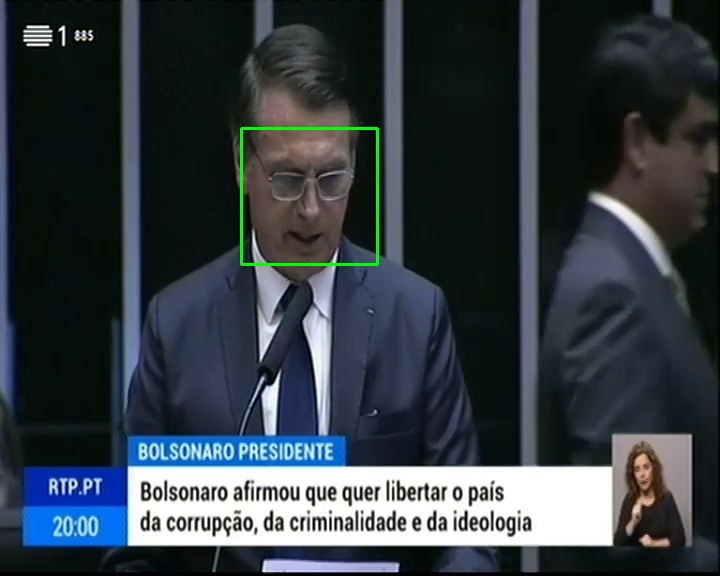 1 885
BOLSONARO PRESIDENTE
RTP.PT
Bolsonaro afirmou que quer libertar o país
20:00
da corrupção, da criminalidade e da ideologia